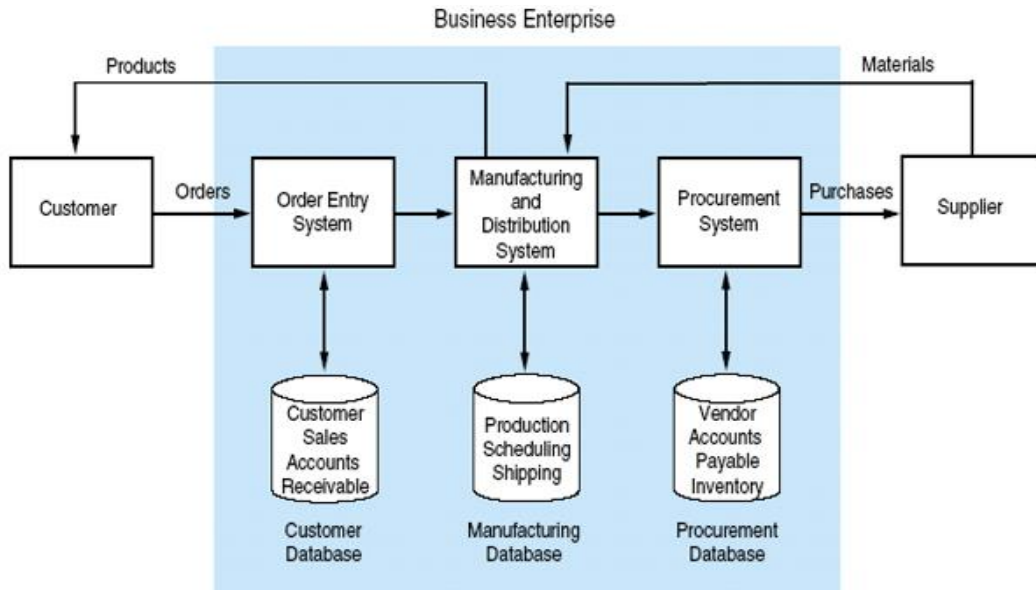 Business Enterprise
Products
Materials
Customer
Orders
Order Entry
System
Manufacturing
and
Distribution
System
Procurement
System
Purchases
Supplier
Customer
Sales
Accounts
Receivable
Production
Scheduling
Shipping
Vendor
Accounts
Payable
Inventory
Customer
Database
Manufacturing
Database
Procurement
Database